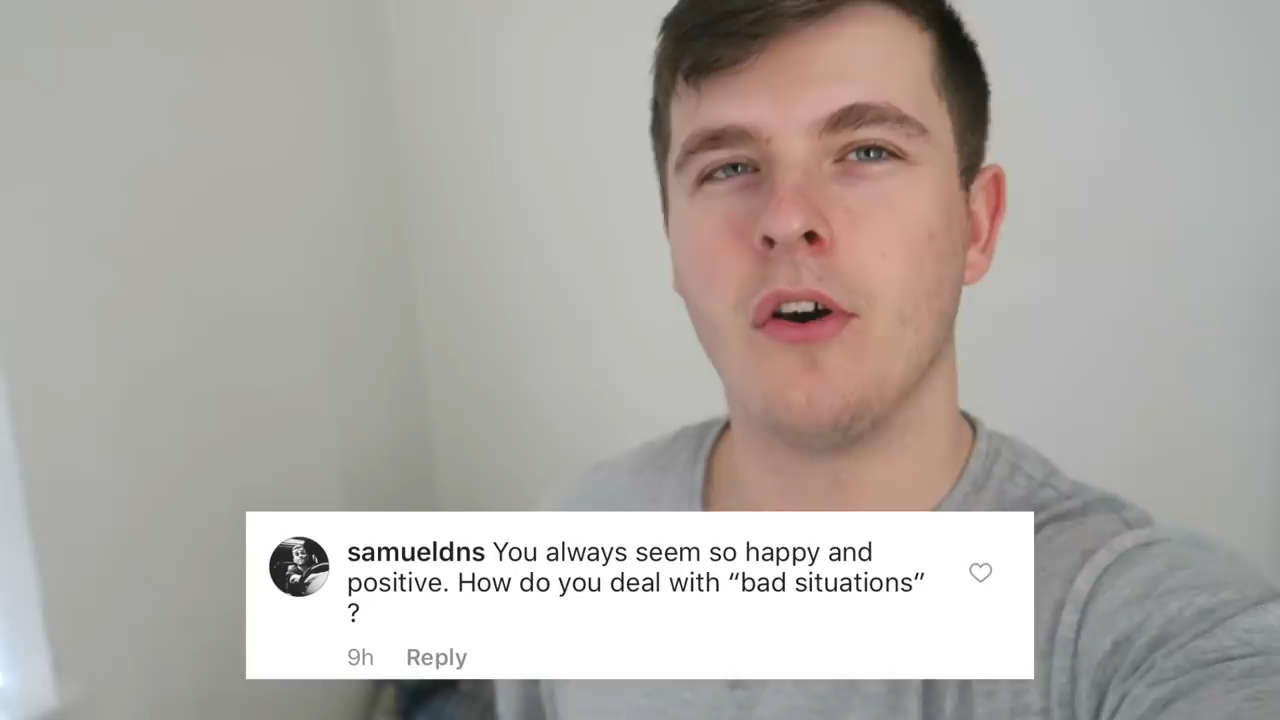 samueldns You always seem so happy and
positive. How do you deal with “bad situations”
?
9h Reply